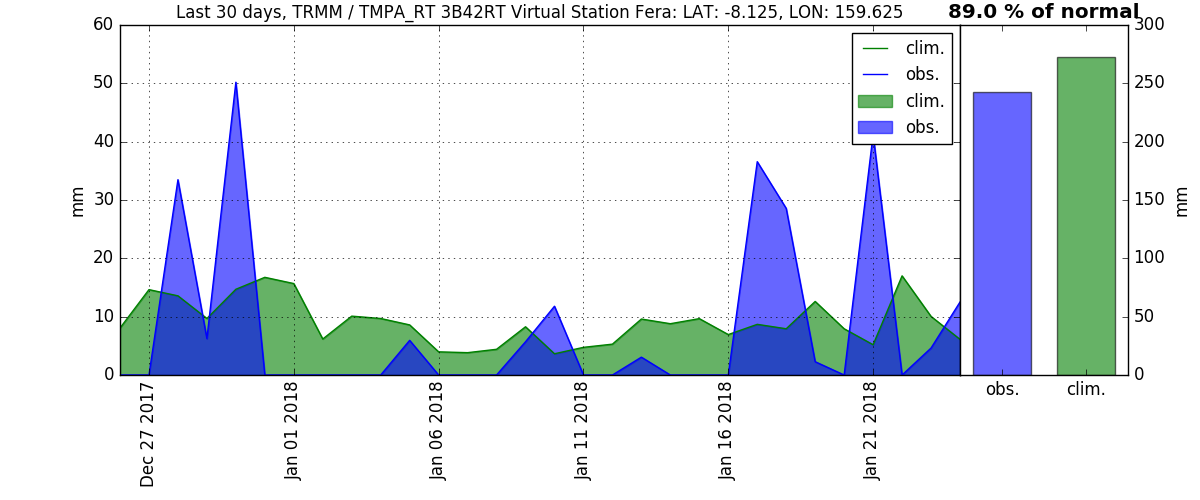 Last 30 days, TRMM / TMPA_RT 3B42RT Virtual Station Fera: LAT: -8.125, LON: 159.625
89.0 % of normal
clim.
obs.
clim.
obs.
60
50
40
30
20
10
0
mm
Dec 27 2017
Jan 01 2018
Jan 06 2018
Jan 11 2018
Jan 16 2018
Jan 21 2018
300
250
200
150
100
50
0
mm
obs.
clim.